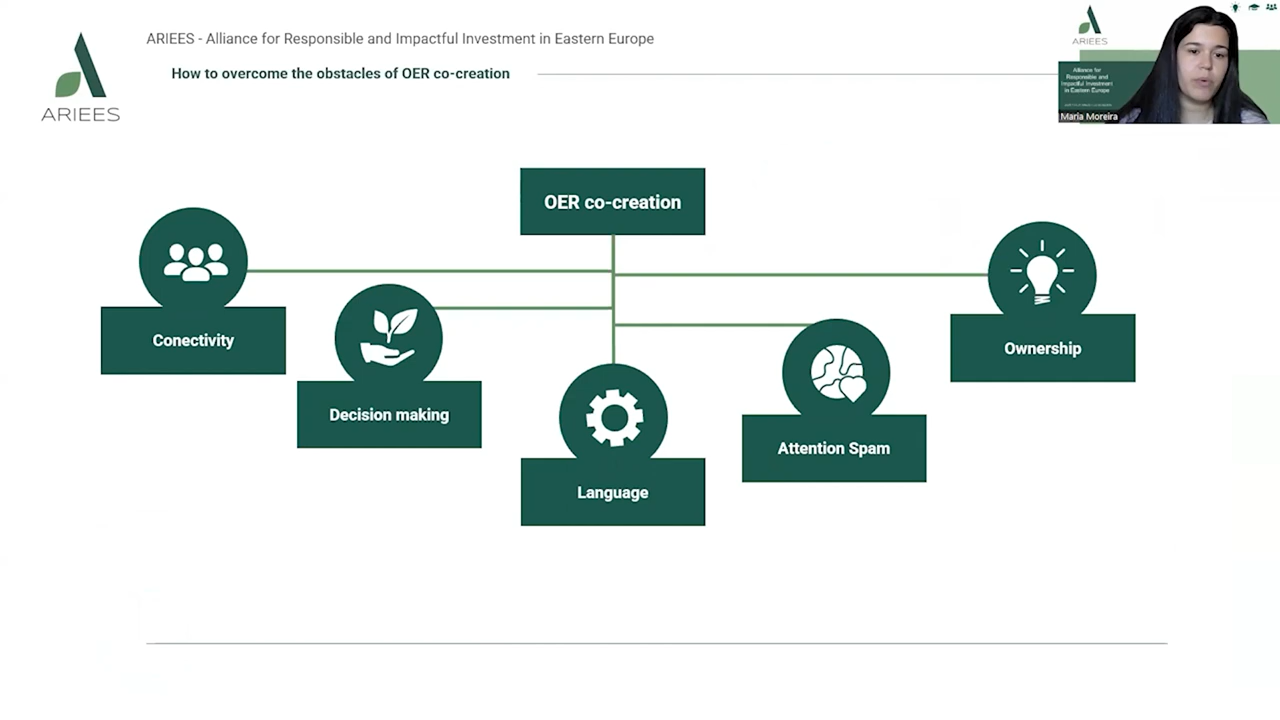 ARIEES - Alliance for Responsible and Impactful Investment in Eastern Europe
How to overcome the obstacles of OER co-creation
ARIEES
ARIEES
Alliance for
Responsible and
Impactful Investment
in Eastern Europe
Maria Moreira
OER co-creation
Conectivity
Decision making
Language
Attention Spam
Ownership